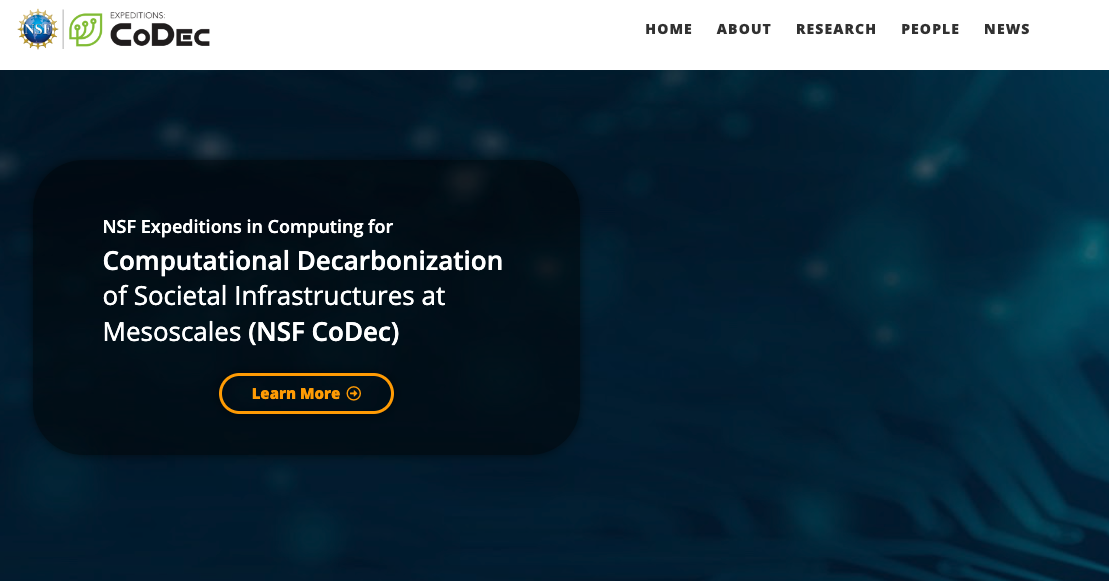 NSF
EXPEDITIONS:
CoDec
HOME ABOUT RESEARCH PEOPLE NEWS
NSF Expeditions in Computing for
Computational Decarbonization
of Societal Infrastructures at
Mesoscales (NSF CoDec)
Learn More